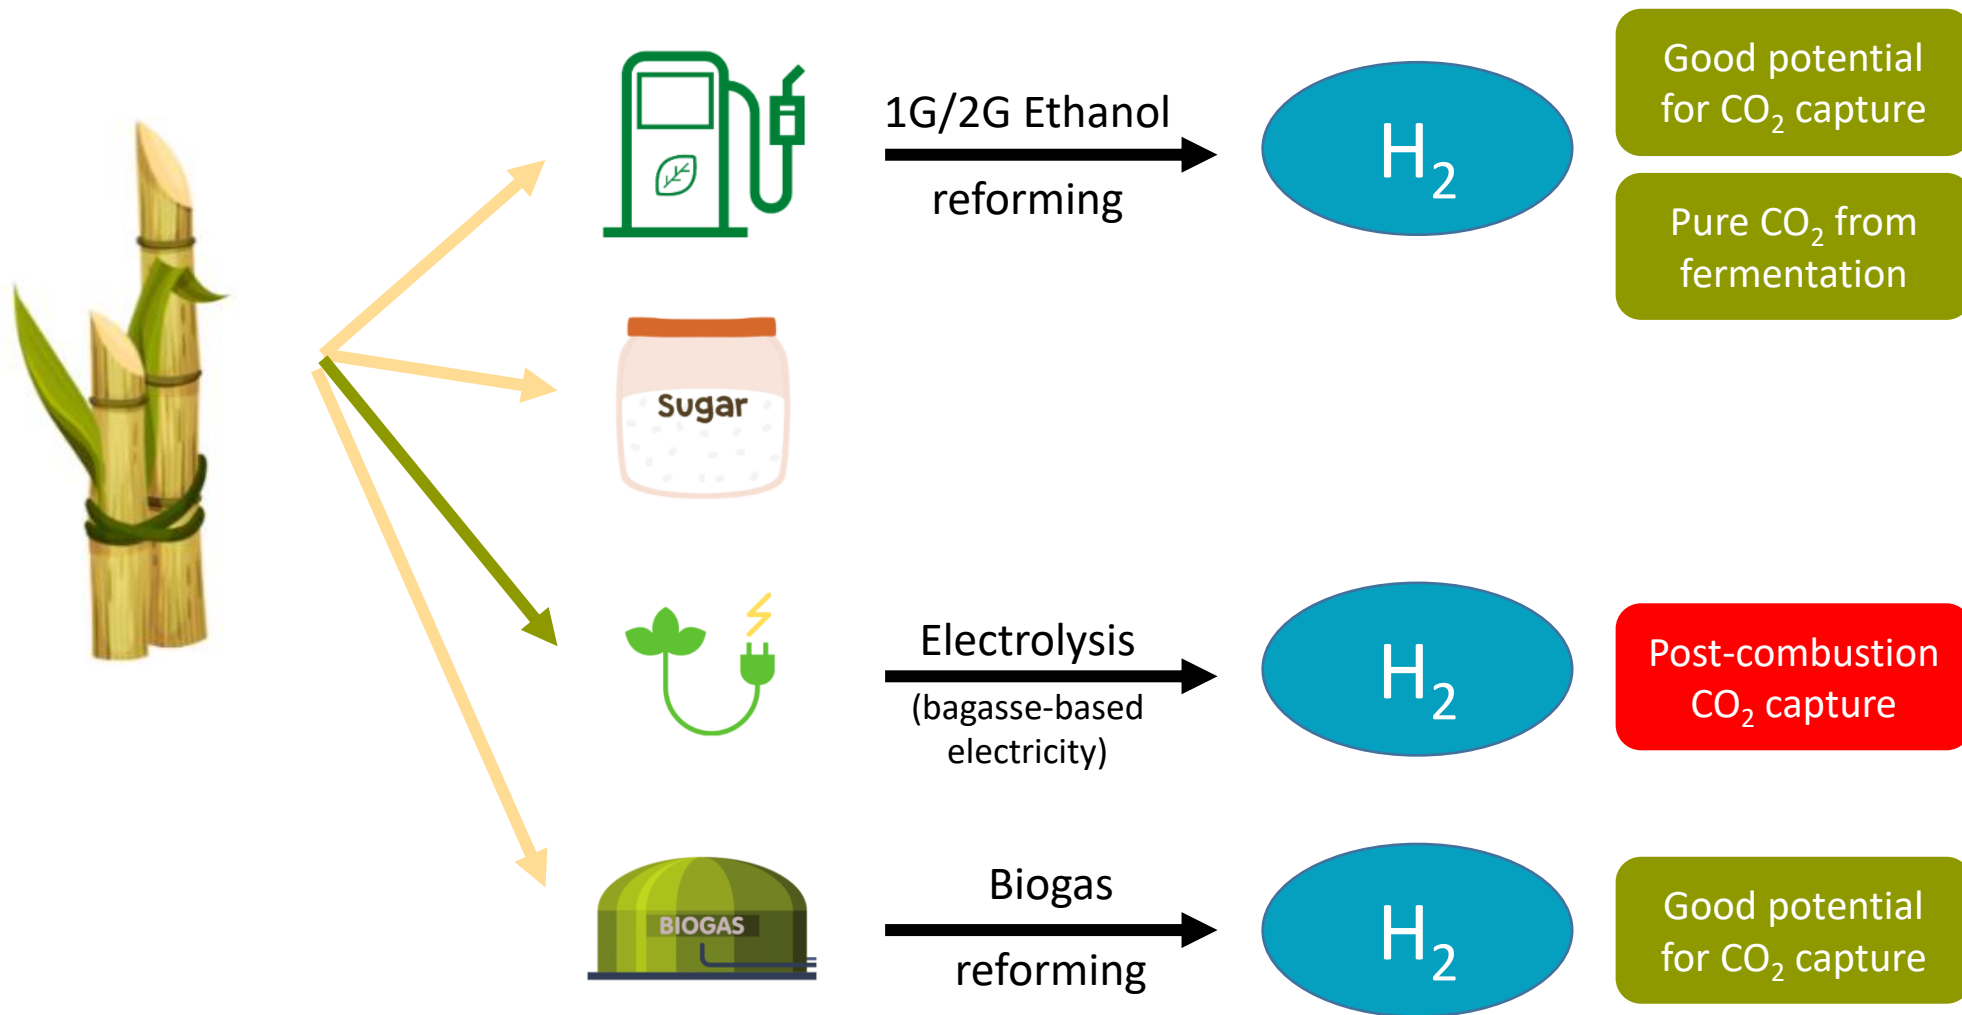 1G/2G Ethanol
reforming
H₂
Good potential
for CO₂ capture
Pure CO₂ from
fermentation
Sugar
Electrolysis
(bagasse-based
electricity)
H₂
Post-combustion
CO₂ capture
BIOGAS
Biogas
reforming
H₂
Good potential
for CO₂ capture